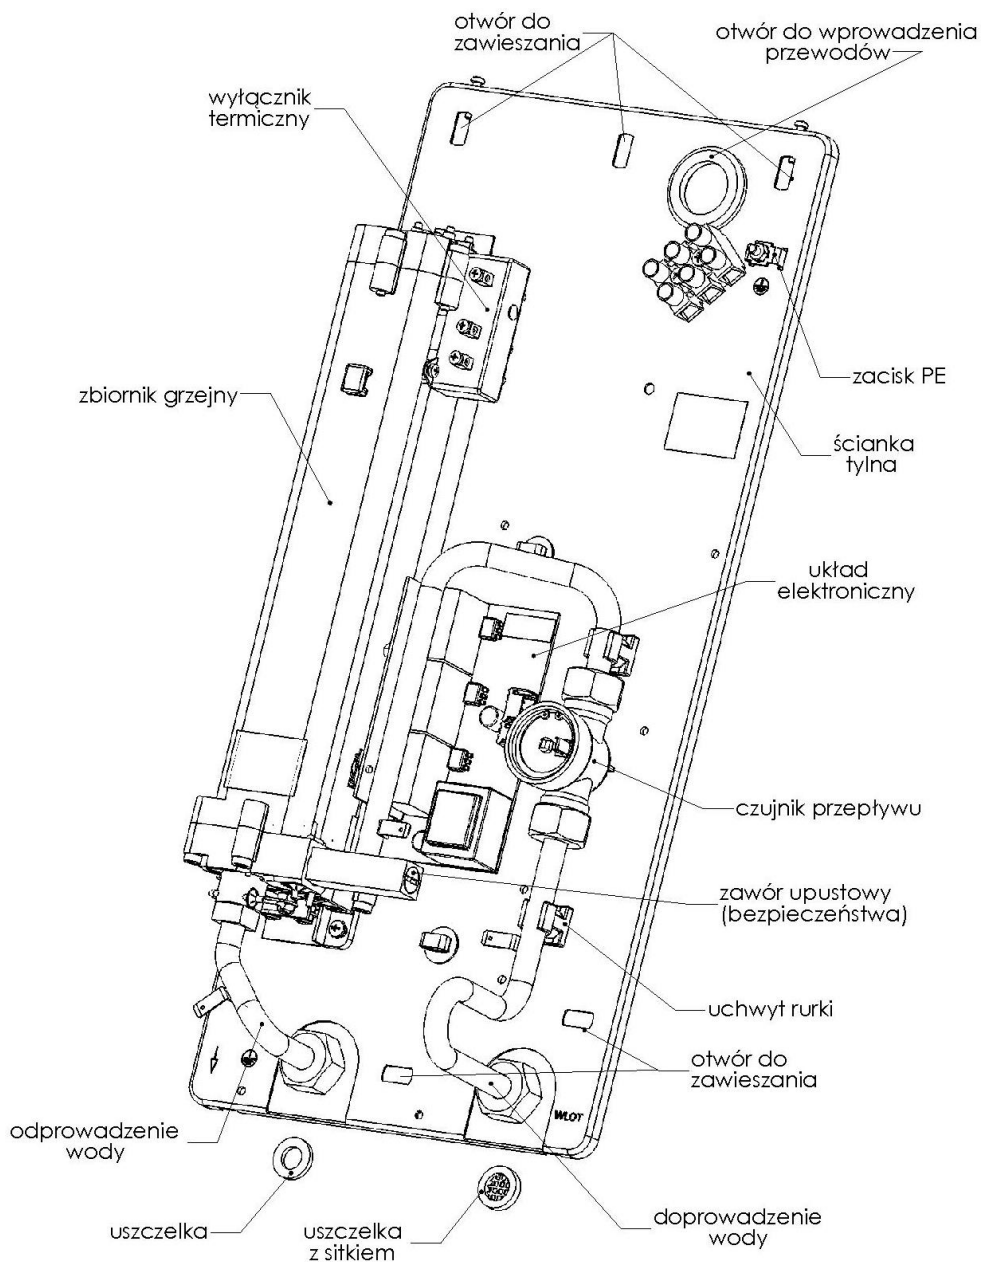 otwór do
zawieszania
otwór do wprowadzenia
przewodów
wyłącznik
termiczny
zacisk PE
zbiornik grzejny
ścianka
tylna
układ
elektroniczny
czujnik przepływu
zawór upustowy
(bezpieczeństwa)
uchwyt rurki
otwór do
zawieszania
WLOT
odprowadzenie
wody
uszczelka
uszczelka
z sitkiem
doprowadzenie
wody